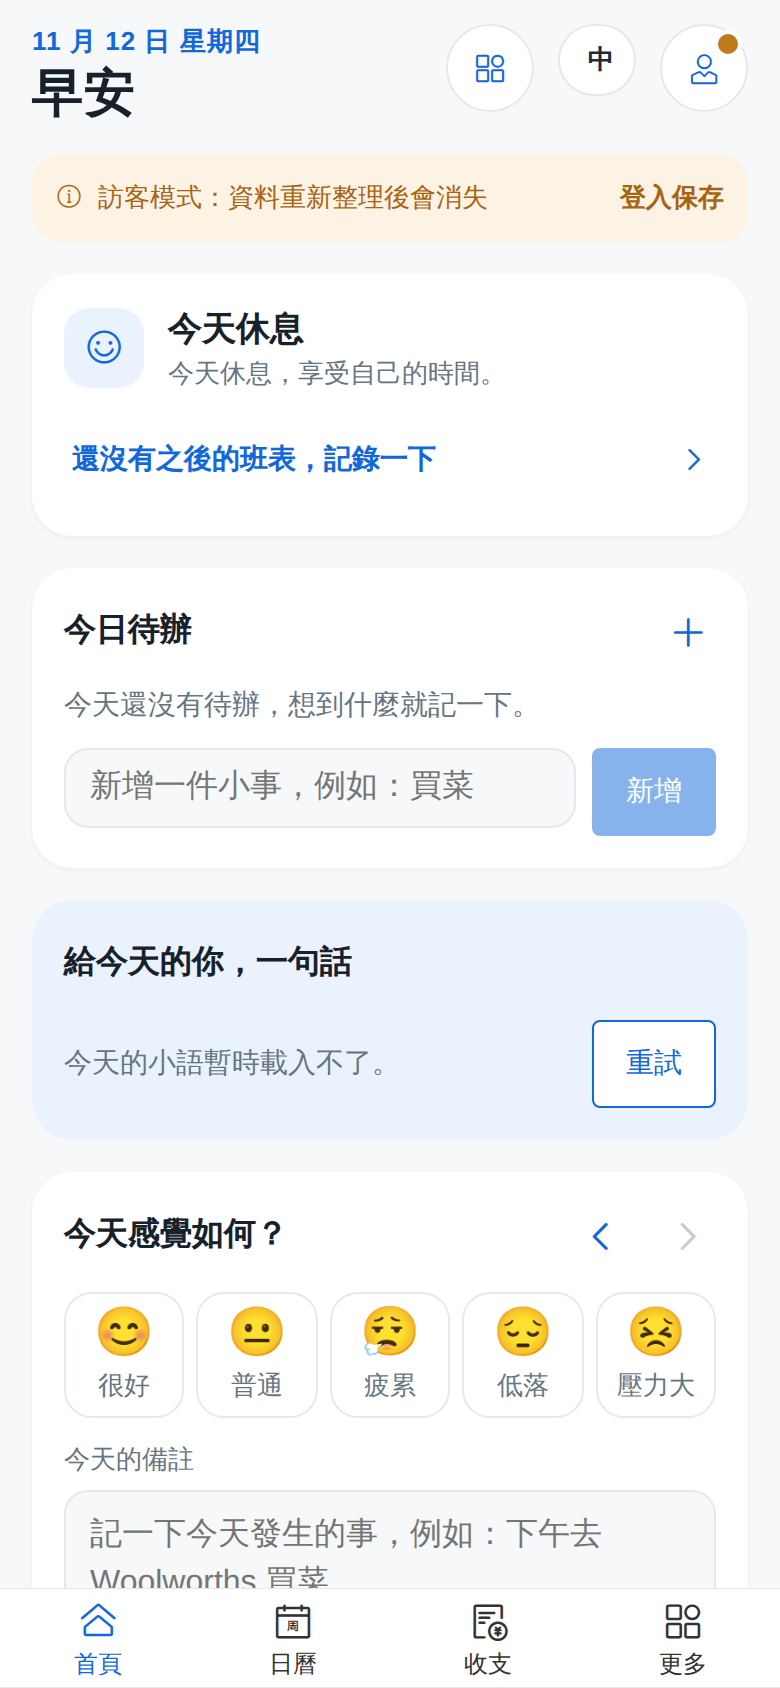 11 月 12 日 星期四
早安
中
訪客模式：資料重新整理後會消失
登入保存
今天休息
今天休息，享受自己的時間。
還沒有之後的班表，記錄一下
今日待辦
今天還沒有待辦，想到什麼就記一下。
新增一件小事，例如：買菜
新增
給今天的你，一句話
今天的小語暫時載入不了。
重試
今天感覺如何？
很好
普通
疲累
低落
壓力大
今天的備註
記一下今天發生的事，例如：下午去
Woolworths 買菜
周
¥
首頁
日曆
收支
更多